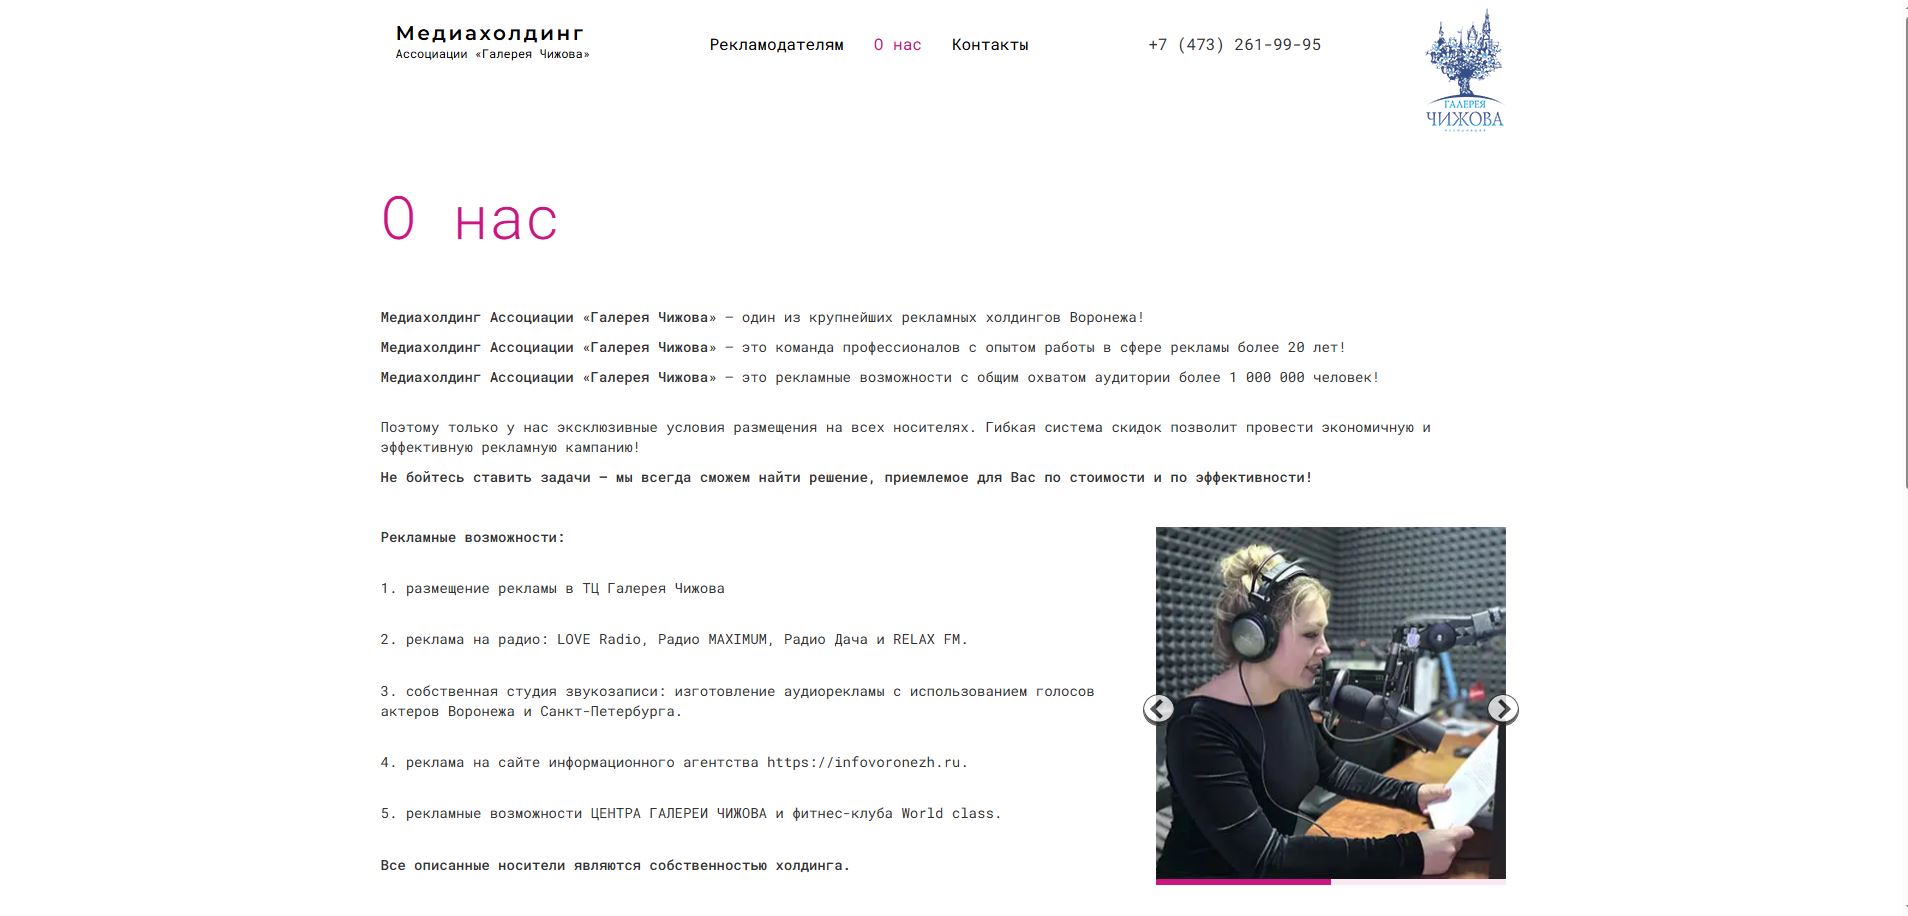 Медиахолдинг
Ассоциации «Галерея Чижова»
Рекламодателям
О нас
Контакты
+7 (473) 261-99-95
ГАЛЕРЕЯ
ЧИЖОВА
АССОЦИАЦИЯ
О нас
Медиахолдинг Ассоциации «Галерея Чижова» – один из крупнейших рекламных холдингов Воронежа!
Медиахолдинг Ассоциации «Галерея Чижова» – это команда профессионалов с опытом работы в сфере рекламы более 20 лет!
Медиахолдинг Ассоциации «Галерея Чижова» – это рекламные возможности с общим охватом аудитории более 1 000 000 человек!
Поэтому только у нас эксклюзивные условия размещения на всех носителях. Гибкая система скидок позволит провести экономичную и
эффективную рекламную кампанию!
Не бойтесь ставить задачи – мы всегда сможем найти решение, приемлемое для Вас по стоимости и по эффективности!
Рекламные возможности:
1. размещение рекламы в ТЦ Галерея Чижова
2. реклама на радио: LOVE Radio, Радио MAXIMUM, Радио Дача и RELAX FM.
3. собственная студия звукозаписи: изготовление аудиорекламы с использованием голосов
актеров Воронежа и Санкт-Петербурга.
4. реклама на сайте информационного агентства https://infovoronezh.ru.
5. рекламные возможности ЦЕНТРА ГАЛЕРЕИ ЧИЖОВА и фитнес-клуба World class.
Все описанные носители являются собственностью холдинга.